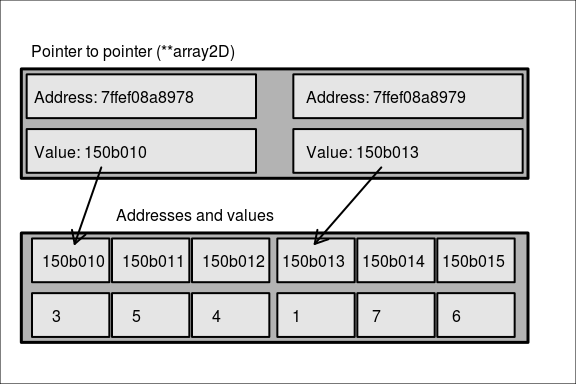 Pointer to pointer (**array2D)
Address: 7ffef08a8978 Address: 7ffef08a8979
Value: 150b010 Value: 150b013
Addresses and values
150b010 150b011 150b012 150b013 150b014 150b015
3 5 4 1 7 6